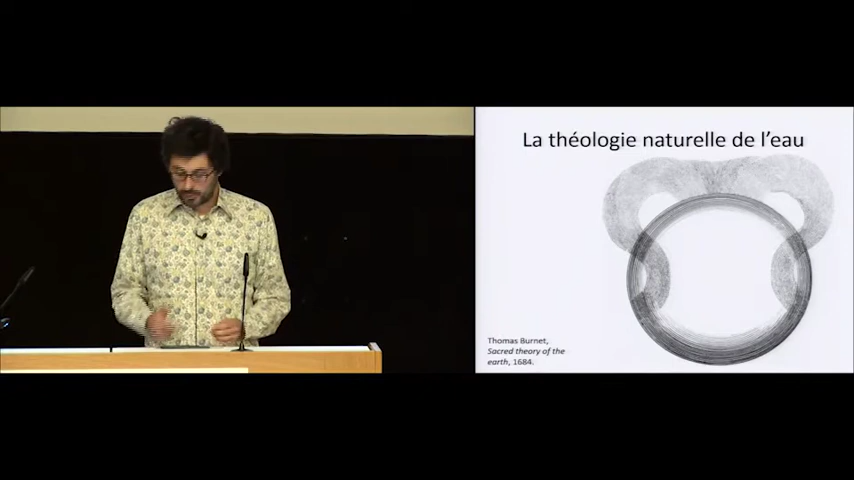 La théologie naturelle de l’eau
Thomas Burnet,
Sacred theory of the
earth, 1684.